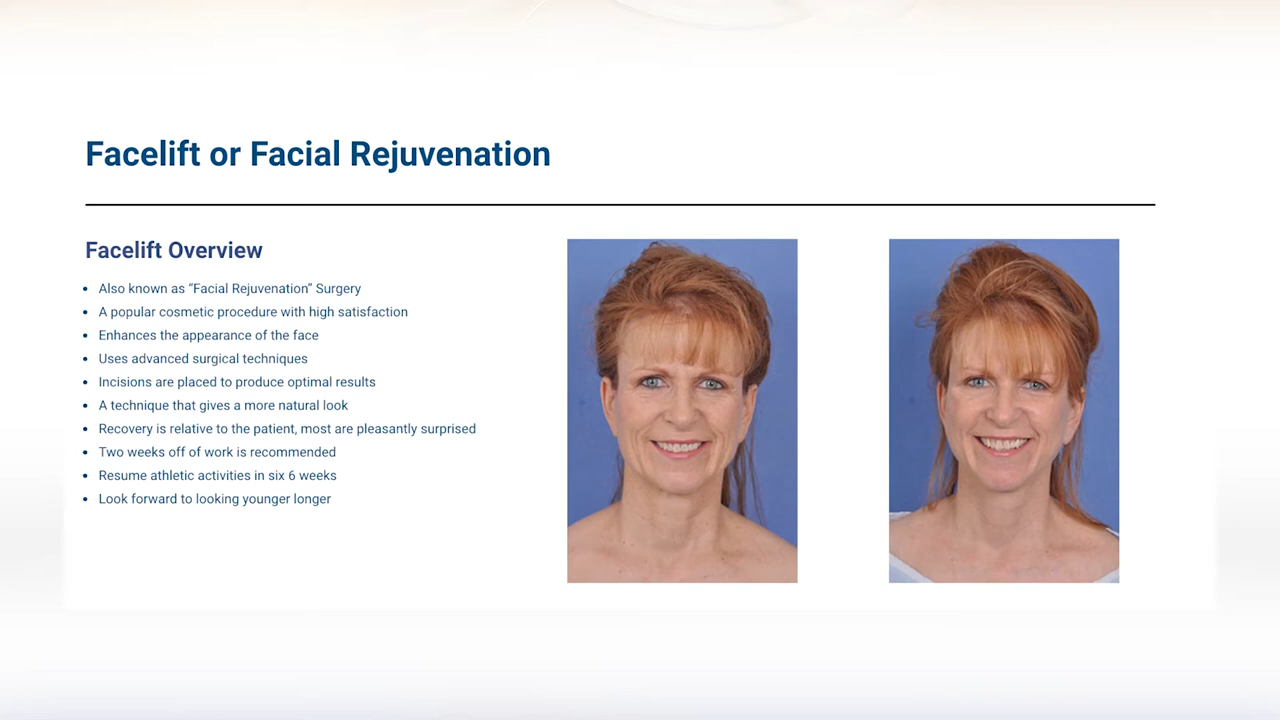 Facelift or Facial Rejuvenation
Facelift Overview
• Also known as “Facial Rejuvenation” Surgery
• A popular cosmetic procedure with high satisfaction
• Enhances the appearance of the face
• Uses advanced surgical techniques
• Incisions are placed to produce optimal results
• A technique that gives a more natural look
• Recovery is relative to the patient, most are pleasantly surprised
• Two weeks off of work is recommended
• Resume athletic activities in six 6 weeks
• Look forward to looking younger longer